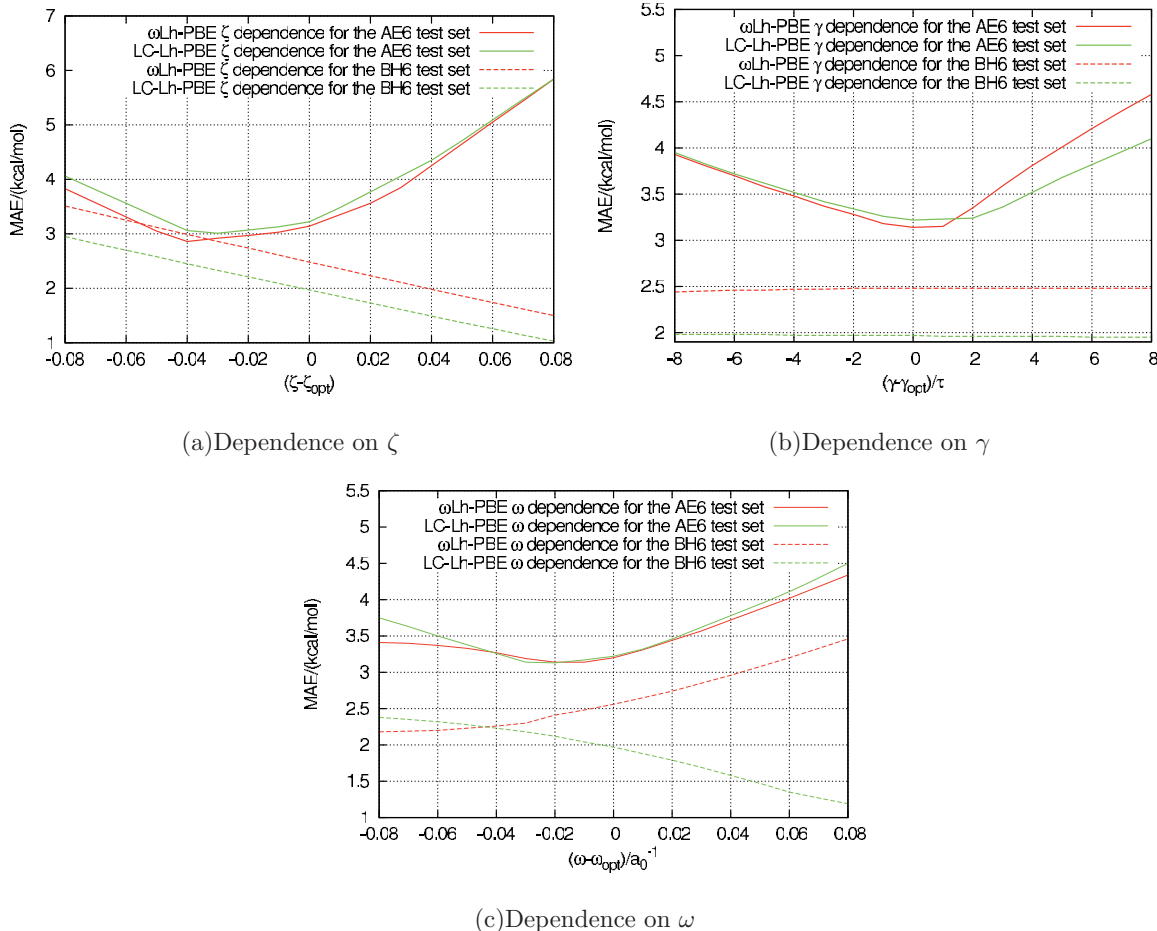 7
6
5
4
3
2
1
MAE/(kcal/mol)
ωLh-PBE ζ dependence for the AE6 test set
LC-Lh-PBE ζ dependence for the AE6 test set
ωLh-PBE ζ dependence for the BH6 test set
LC-Lh-PBE ζ dependence for the BH6 test set
-0.08 -0.06 -0.04 -0.02 0 0.02 0.04 0.06 0.08
(ζ-ζopt)
(a)Dependence on ζ
5.5
5
4.5
4
3.5
3
2.5
2
MAE/(kcal/mol)
ωLh-PBE γ dependence for the AE6 test set
LC-Lh-PBE γ dependence for the AE6 test set
ωLh-PBE γ dependence for the BH6 test set
LC-Lh-PBE γ dependence for the BH6 test set
-8 -6 -4 -2 0 2 4 6 8
(γ-γopt)/τ
(b)Dependence on γ
5.5
5
4.5
4
3.5
3
2.5
2
1.5
1
MAE/(kcal/mol)
ωLh-PBE ω dependence for the AE6 test set
LC-Lh-PBE ω dependence for the AE6 test set
ωLh-PBE ω dependence for the BH6 test set
LC-Lh-PBE ω dependence for the BH6 test set
-0.08 -0.06 -0.04 -0.02 0 0.02 0.04 0.06 0.08
(ω-ωopt)/a0^-1
(c)Dependence on ω